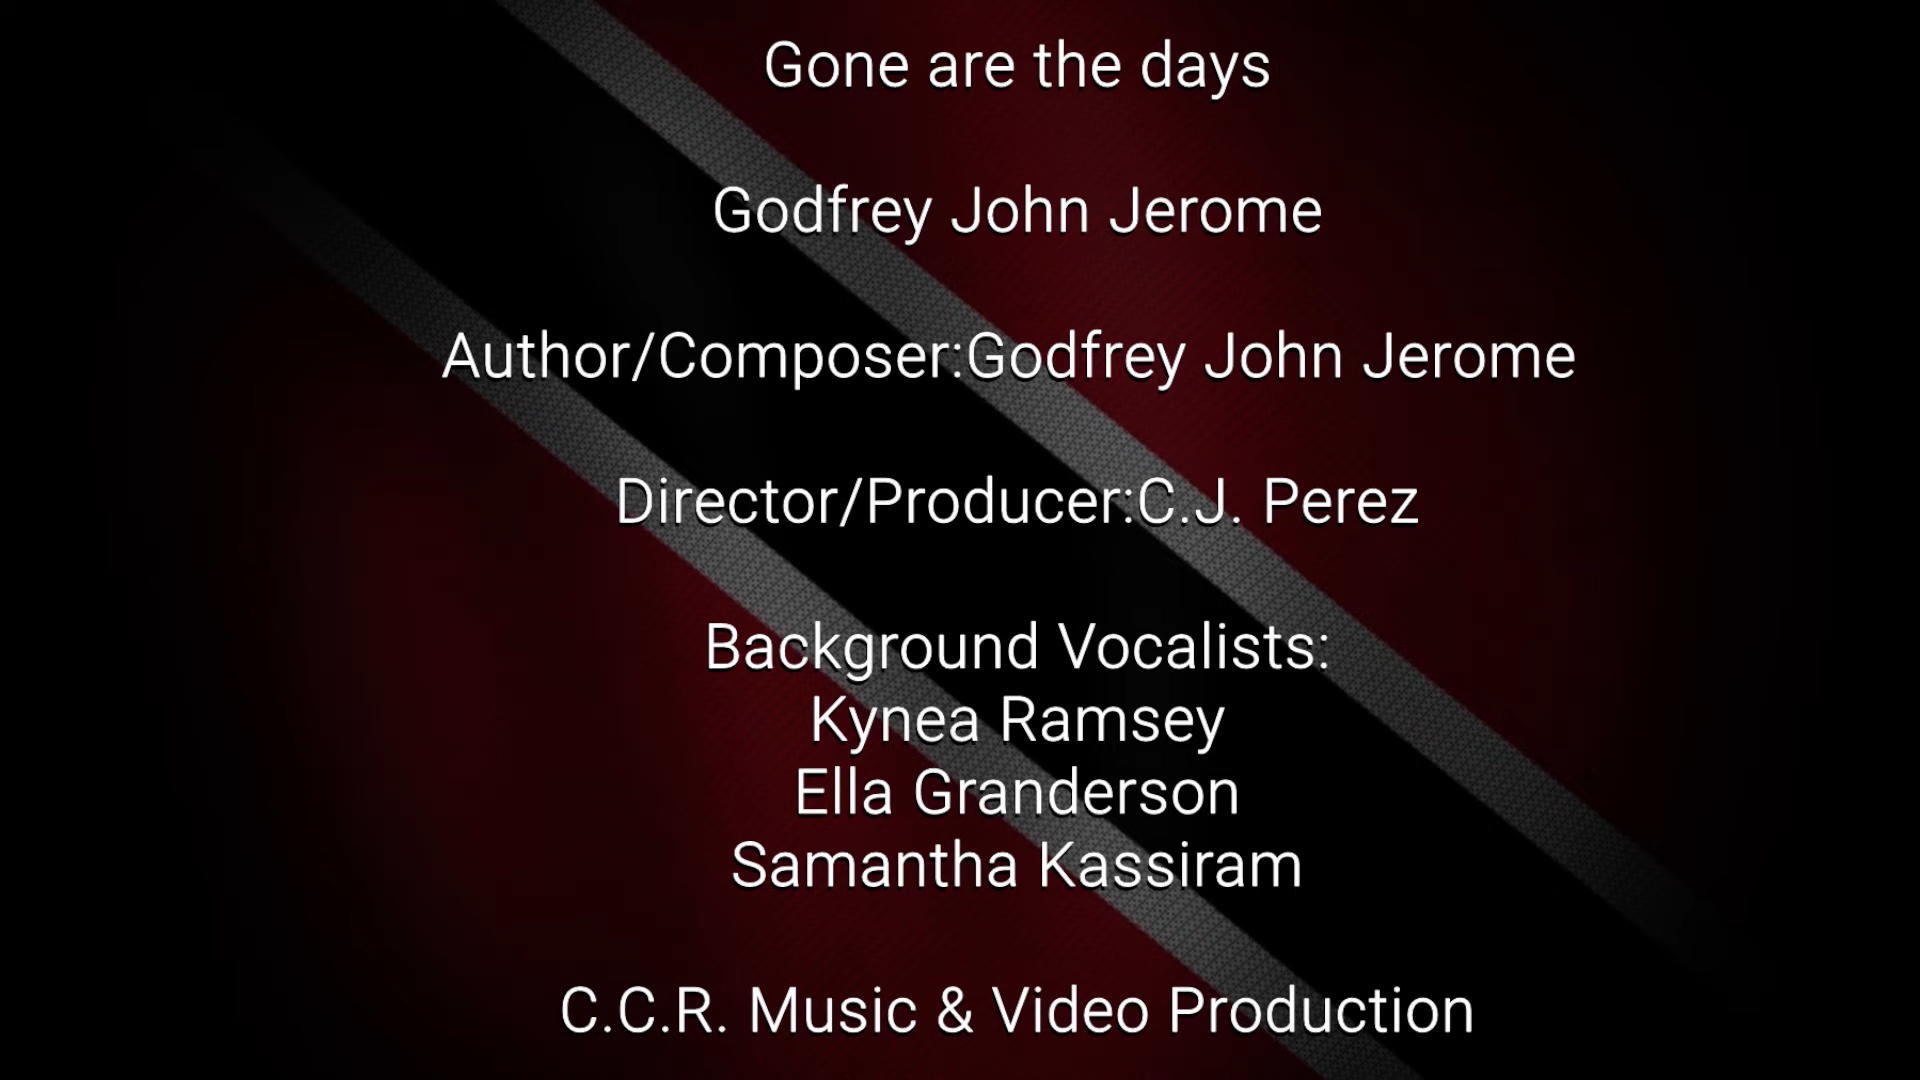 Gone are the days
Godfrey John Jerome
Author/Composer:Godfrey John Jerome
Director/Producer:C.J. Perez
Background Vocalists:
Kynea Ramsey
Ella Granderson
Samantha Kassiram
C.C.R. Music & Video Production